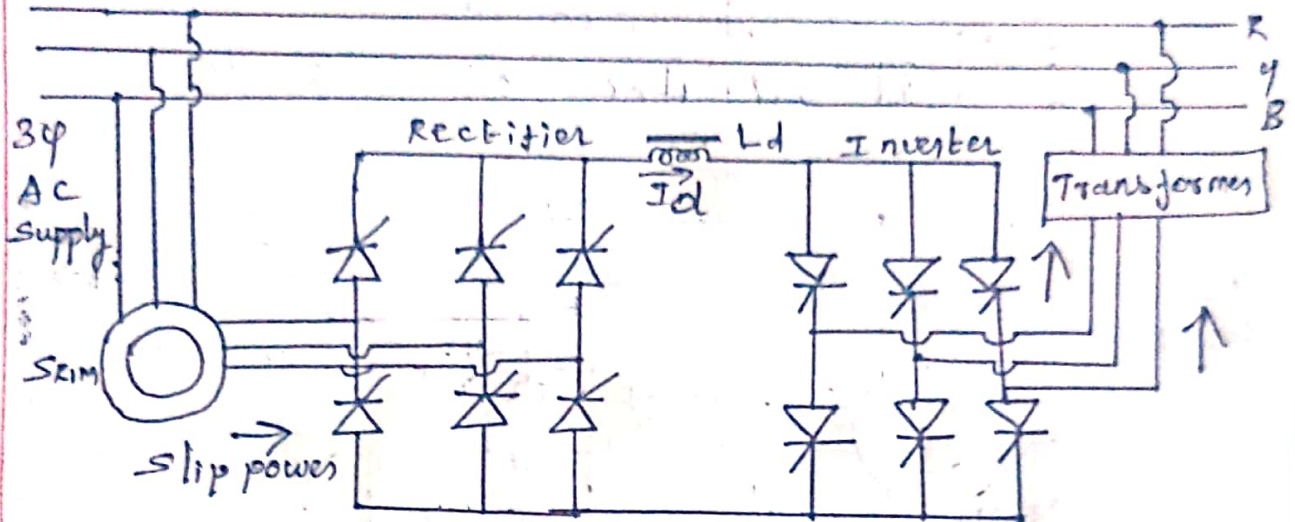 R
Y
B
3φ
AC
Supply
Rectifier
Ld
Id
Inverter
Transformer
SRIM
Slip power